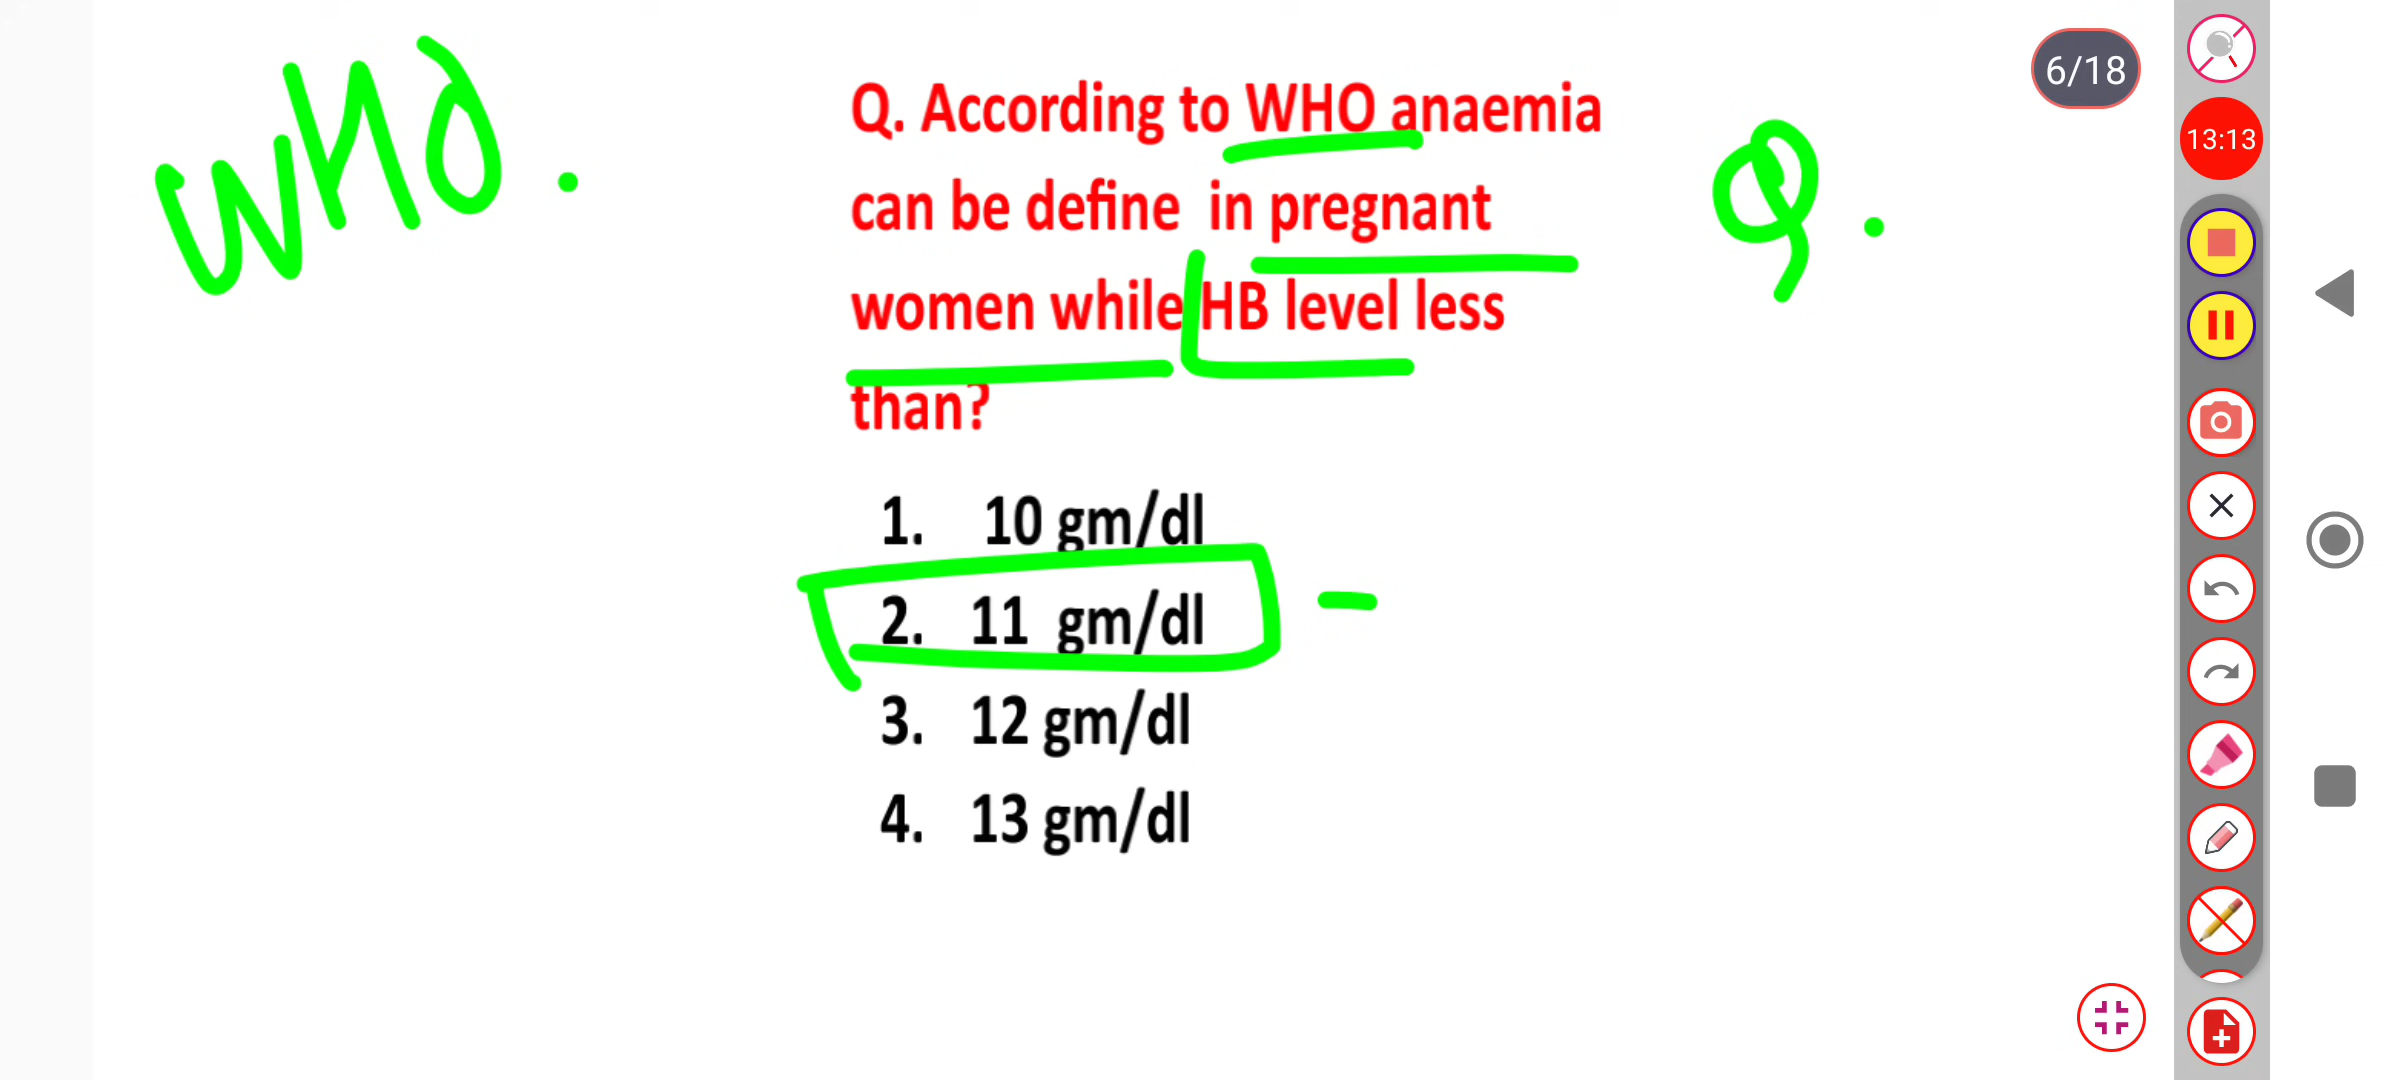 WHO.
Q. According to WHO anaemia
can be define in pregnant
women while HB level less
than?
1. 10 gm/dl
2. 11 gm/dl
3. 12 gm/dl
4. 13 gm/dl
Q.
6/18
13:13